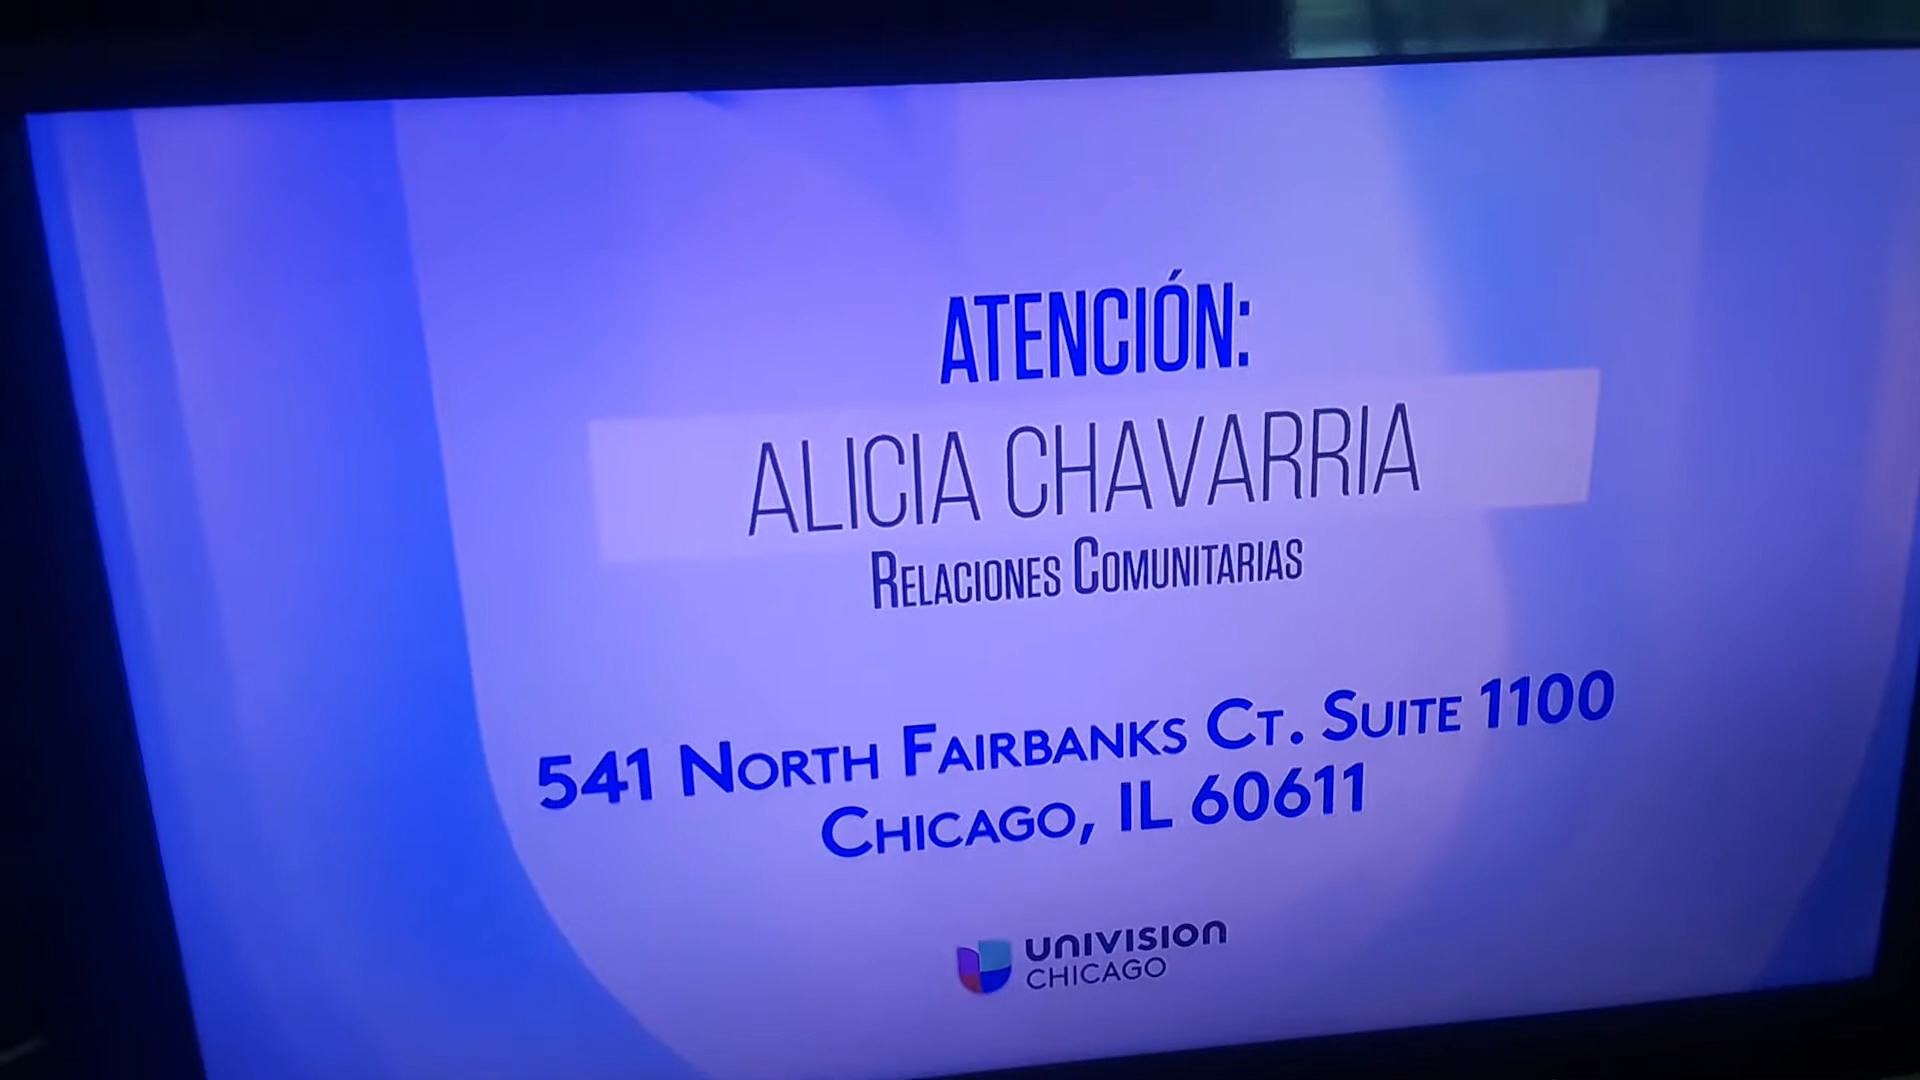 ATENCIÓN:
ALICIA CHAVARRIA
RELACIONES COMUNITARIAS
541 NORTH FAIRBANKS CT. SUITE 1100
CHICAGO, IL 60611
UNIVISION
CHICAGO